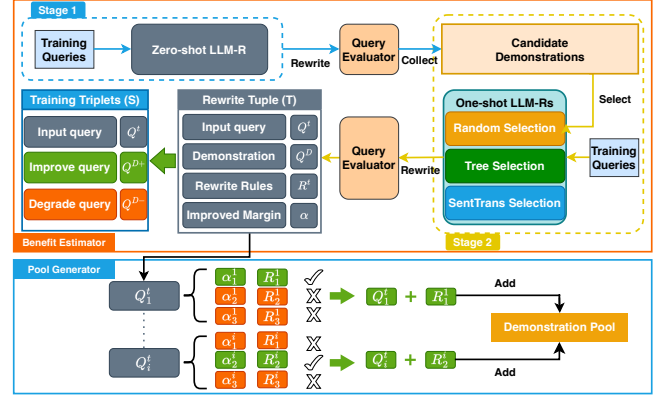 Stage 1
Training
Queries
Zero-shot LLM-R
Rewrite
Query
Evaluator
Collect
Candidate
Demonstrations
Select
Training Triplets (S)
Input query
Q^t
Improve query
Q^{D+}
Degrade query
Q^{D−}
Rewrite Tuple (T)
Input query
Q^t
Demonstration
Q^D
Rewrite Rules
R^t
Improved Margin
α
Query
Evaluator
Rewrite
One-shot LLM-Rs
Random Selection
Tree Selection
SentTrans Selection
Training
Queries
Benefit Estimator
Stage 2
Pool Generator
Q_1^t
α_1^1 R_1^1 ✓
α_2^1 R_2^1 X
α_3^1 R_3^1 X
Q_1^t + R_1^1
Add
Demonstration Pool
Q_i^t
α_1^i R_1^i X
α_2^i R_2^i ✓
α_3^i R_3^i X
Q_i^t + R_2^i
Add